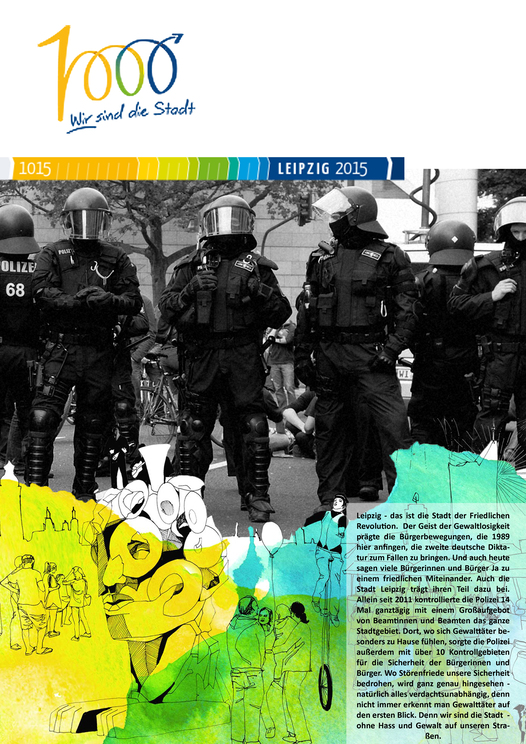 1000
Wir sind die Stadt
1015 LEIPZIG 2015
POLIZEI
OLIZE
68
Leipzig - das ist die Stadt der Friedlichen
Revolution. Der Geist der Gewaltlosigkeit
prägte die Bürgerbewegungen, die 1989
hier anfingen, die zweite deutsche Dikta-
tur zum Fallen zu bringen. Und auch heute
sagen viele Bürgerinnen und Bürger Ja zu
einem friedlichen Miteinander. Auch die
Stadt Leipzig trägt ihren Teil dazu bei.
Allein seit 2011 kontrollierte die Polizei 14
Mal ganztägig mit einem Großaufgebot
von Beamtinnen und Beamten das ganze
Stadtgebiet. Dort, wo sich Gewalttäter be-
sonders zu Hause fühlen, sorgte die Polizei
außerdem mit über 10 Kontrollgebieten
für die Sicherheit der Bürgerinnen und
Bürger. Wo Störenfriede unsere Sicherheit
bedrohen, wird ganz genau hingesehen -
natürlich alles verdachtsunabhängig, denn
nicht immer erkennt man Gewalttäter auf
den ersten Blick. Denn wir sind die Stadt -
ohne Hass und Gewalt auf unseren Stra-
ßen.